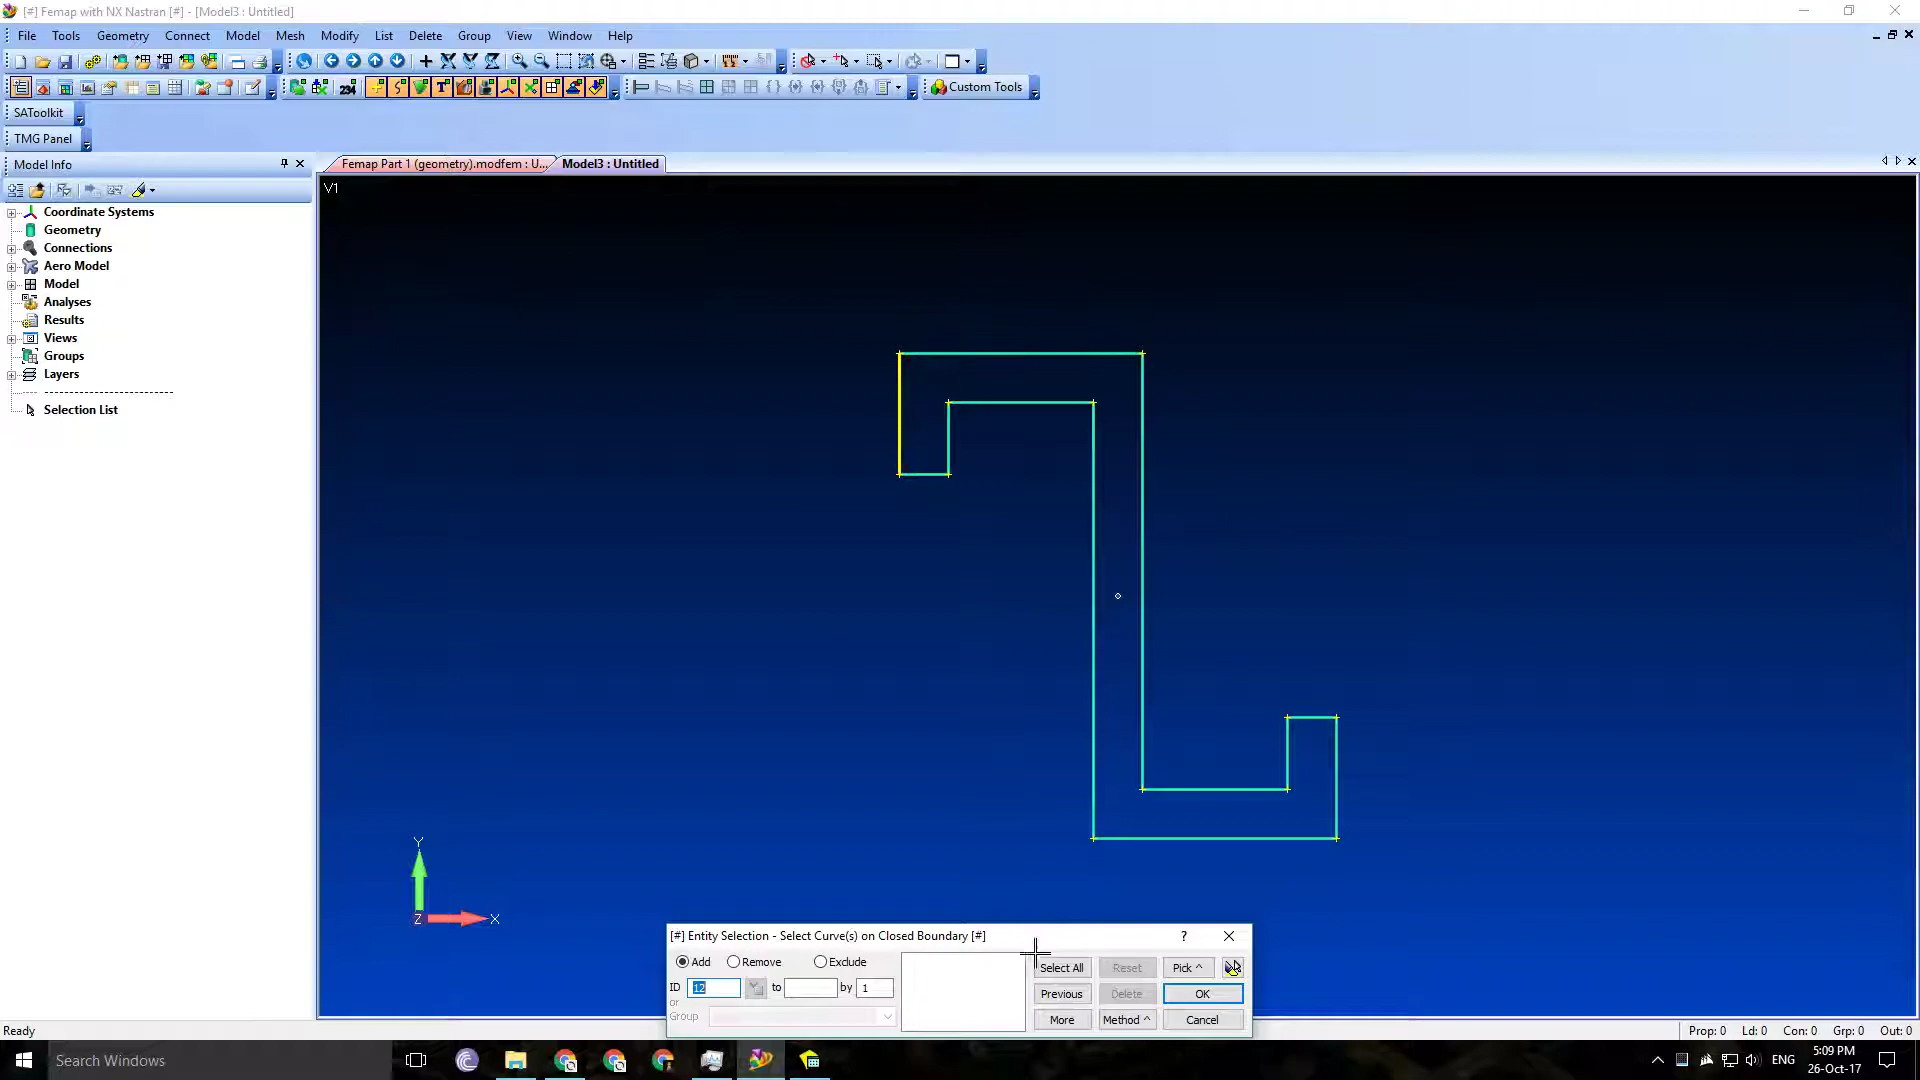 [#] Femap with NX Nastran [#] - [Model3 : Untitled]
File Tools Geometry Connect Model Mesh Modify List Delete Group View Window Help
234 T Custom Tools
SAToolkit
TMG Panel
Model Info
Femap Part 1 (geometry).modfem : U... Model3 : Untitled
V1
Coordinate Systems
Geometry
Connections
Aero Model
Model
Analyses
Results
Views
Groups
Layers
Selection List
Y
Z X
[#] Entity Selection - Select Curve(s) on Closed Boundary [#] ?
Add Remove Exclude Select All Reset Pick ^
ID 12 to by 1 Previous Delete OK
or
Group More Method ^ Cancel
Ready Prop: 0 Ld: 0 Con: 0 Grp: 0 Out: 0
Search Windows ENG 5:09 PM
26-Oct-17